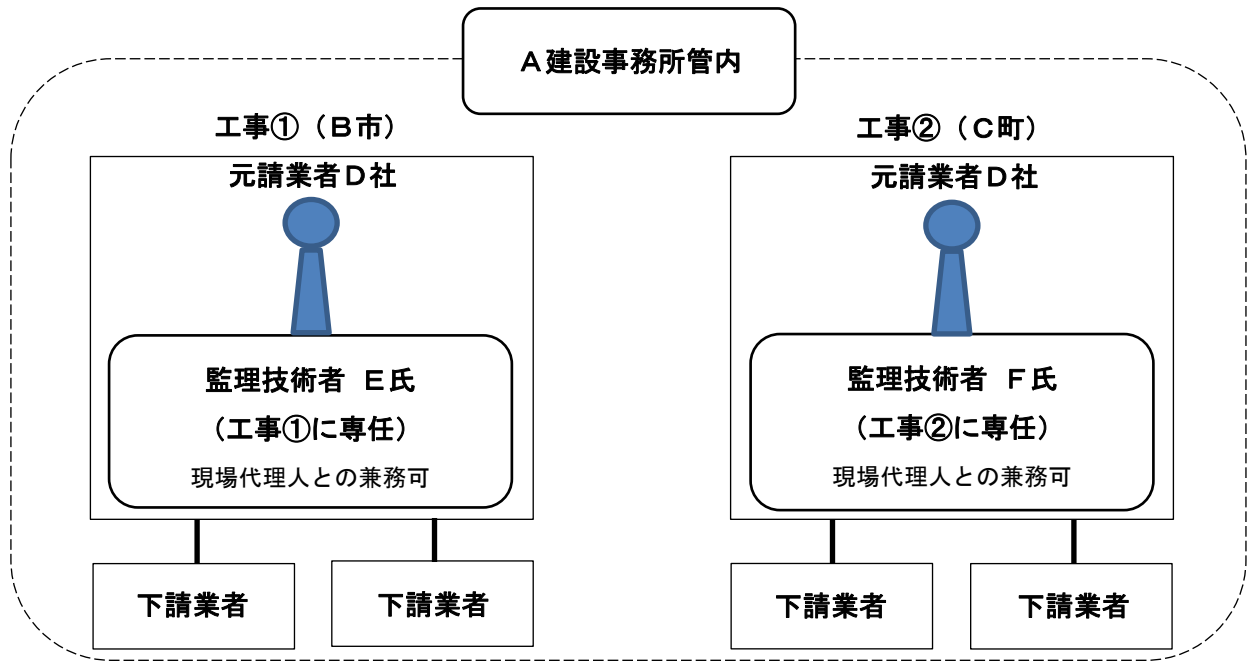 A建設事務所管内
工事①(B市)
元請業者D社
監理技術者 E氏
(工事①に専任)
現場代理人との兼務可
下請業者
下請業者
工事②(C町)
元請業者D社
監理技術者 F氏
(工事②に専任)
現場代理人との兼務可
下請業者
下請業者